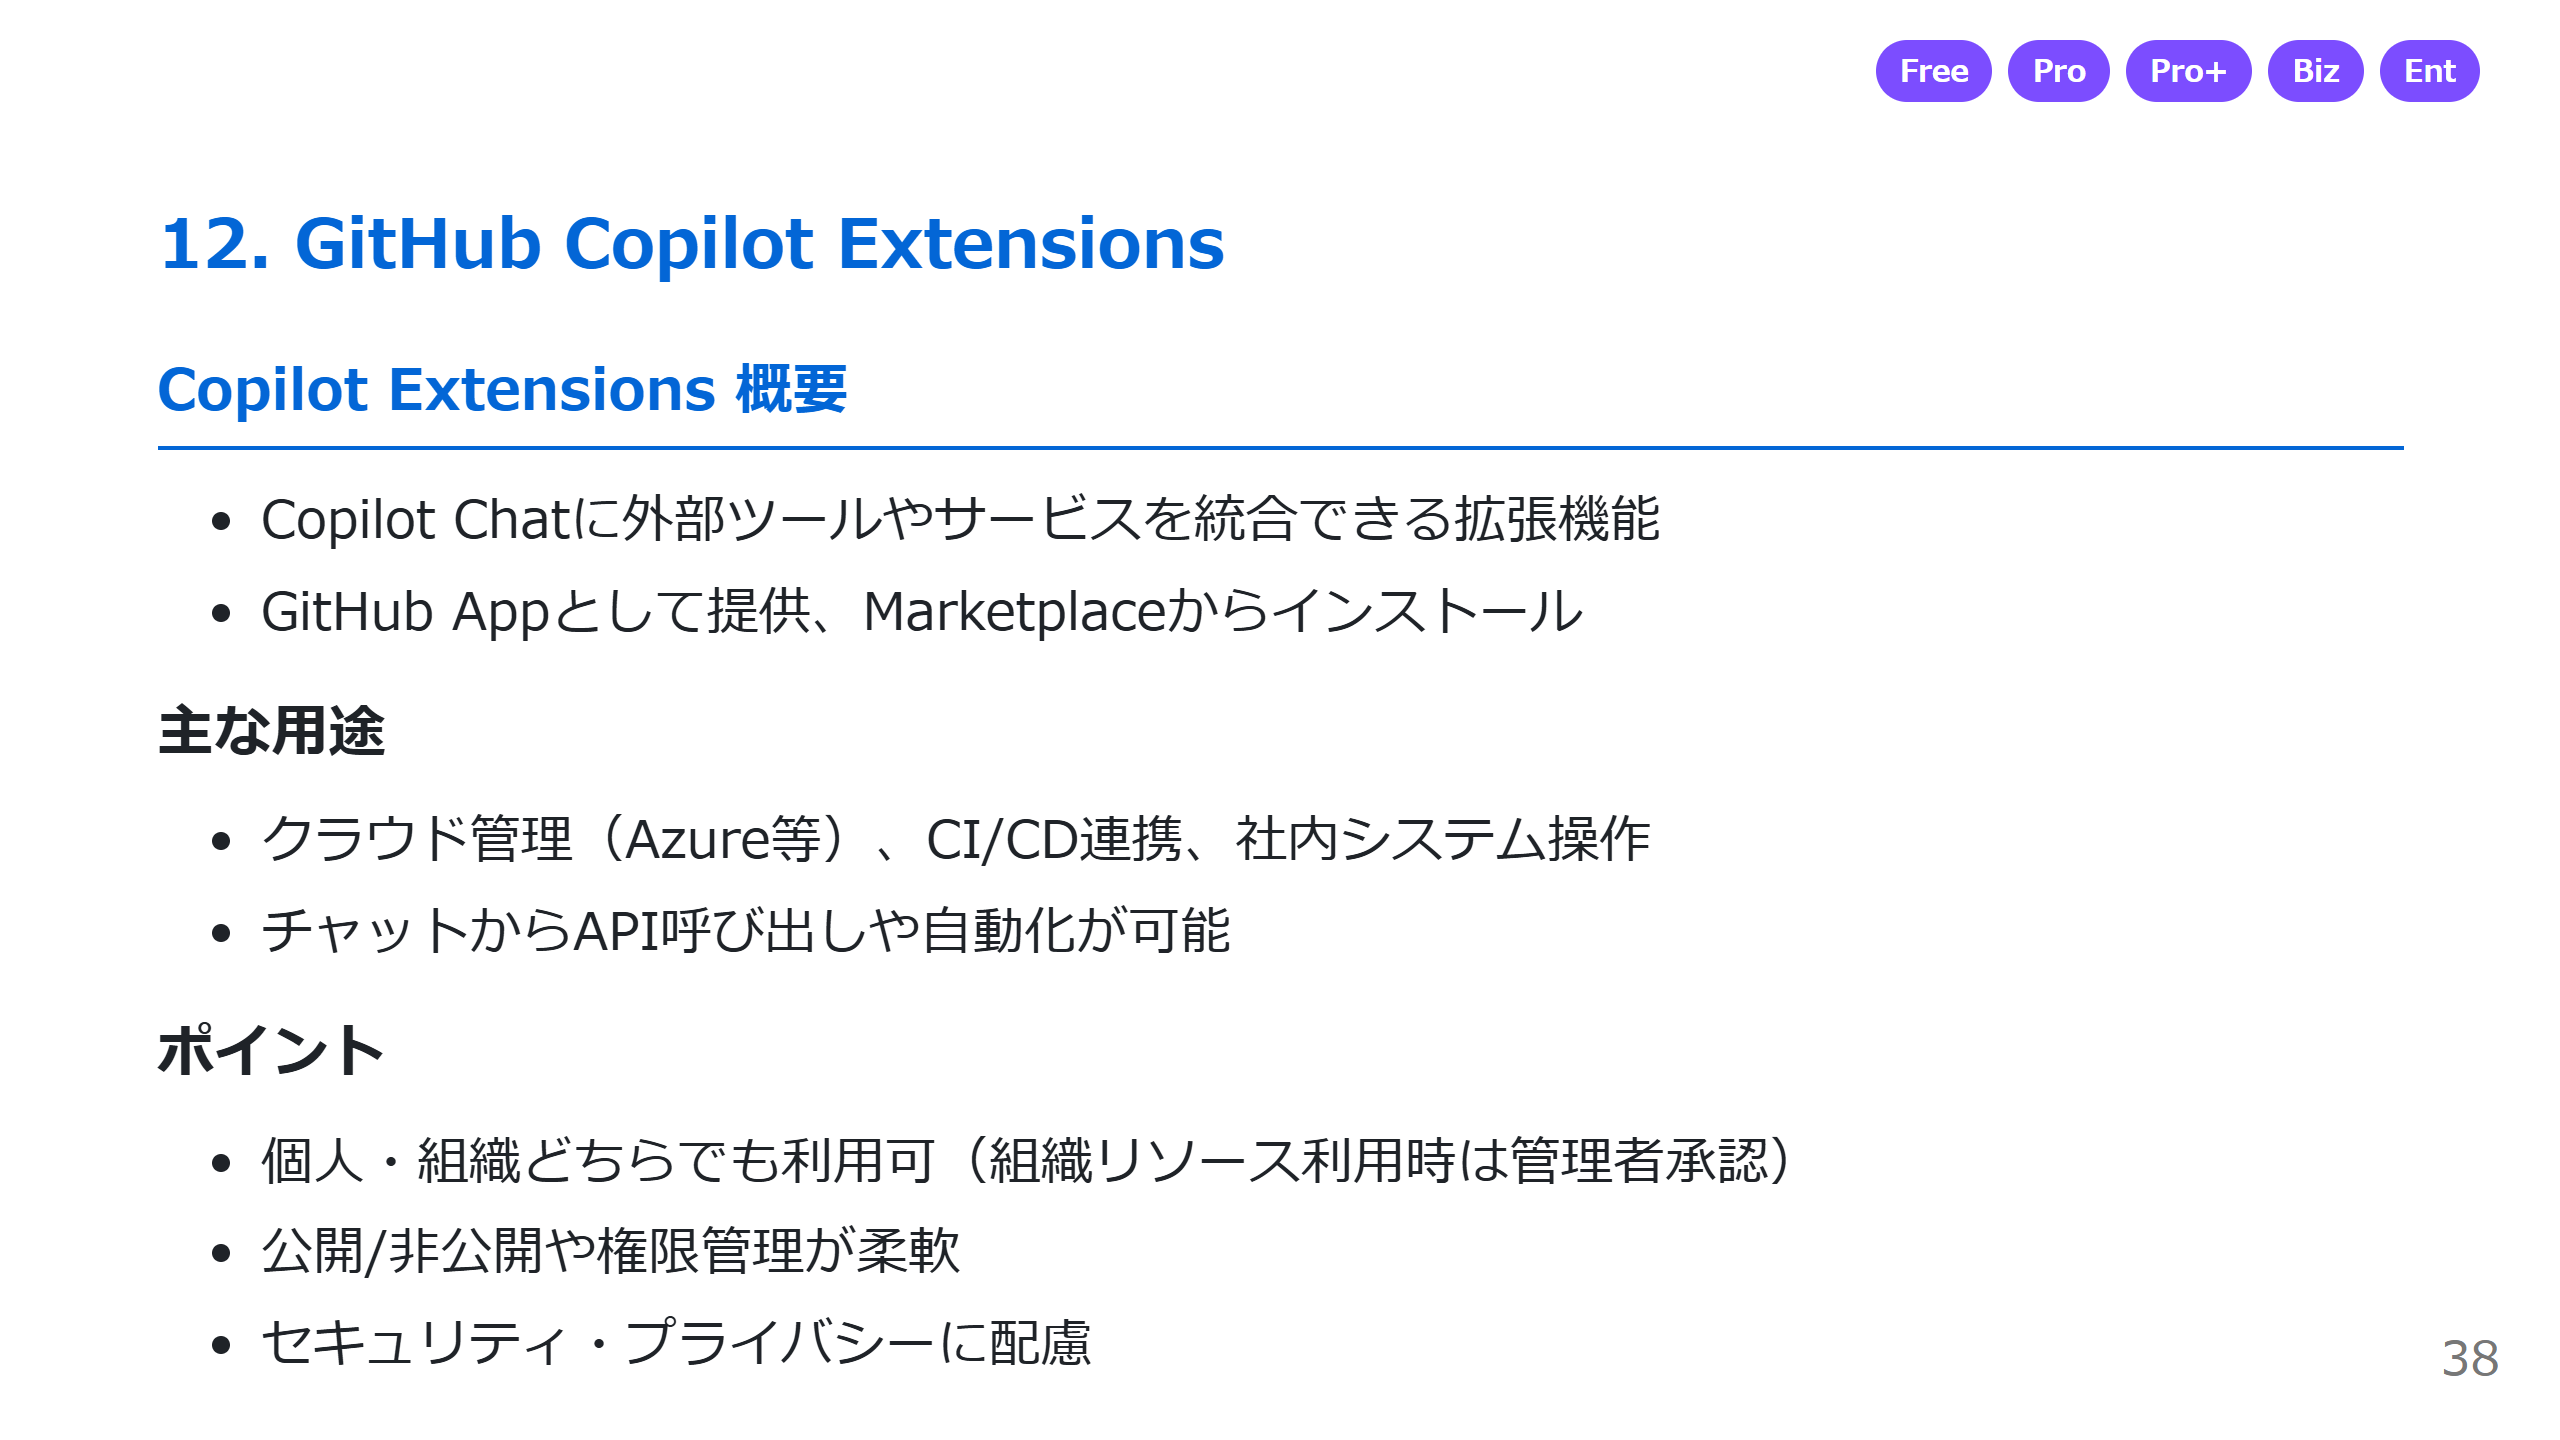 Free Pro Pro+ Biz Ent
12. GitHub Copilot Extensions
Copilot Extensions 概要
• Copilot Chatに外部ツールやサービスを統合できる拡張機能
• GitHub Appとして提供、Marketplaceからインストール
主な用途
• クラウド管理（Azure等）、CI/CD連携、社内システム操作
• チャットからAPI呼び出しや自動化が可能
ポイント
• 個人・組織どちらでも利用可（組織リソース利用時は管理者承認）
• 公開/非公開や権限管理が柔軟
• セキュリティ・プライバシーに配慮
38